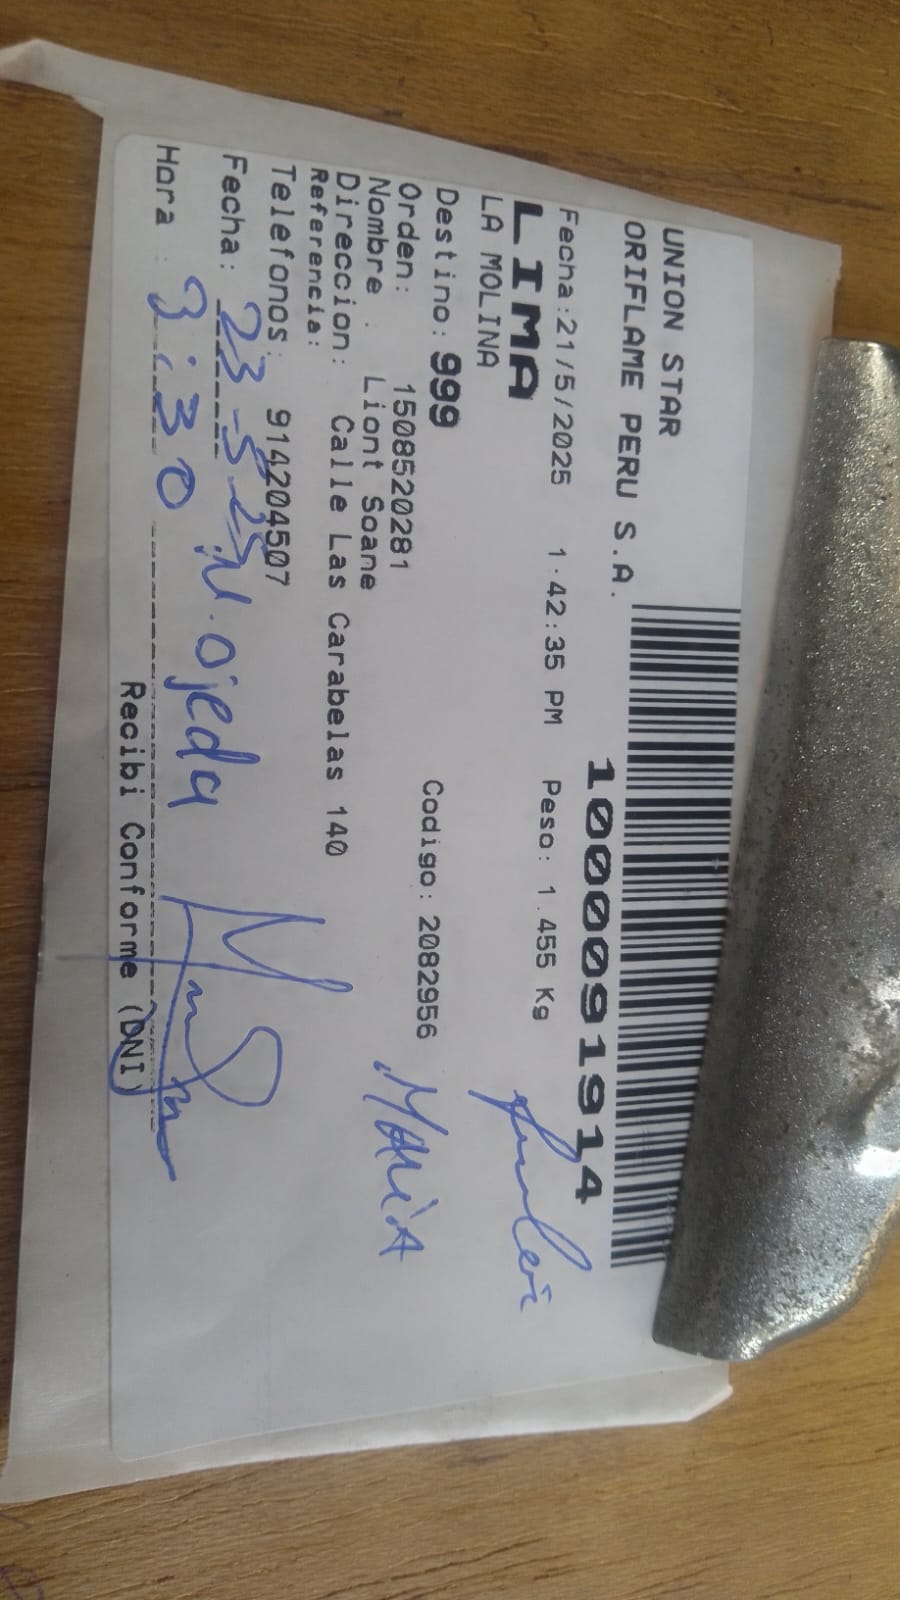 UNION STAR
ORIFLAME PERU S.A.
1000091914
Fecha:21/5/2025 1:42:35 PM Peso: 1.455 Kg
LIMA
LA MOLINA
Destino: 999 Codigo: 2082956
MARIA
Orden: 1508520281
Nombre : Liont Soane
Direccion: Calle Las Carabelas 140
Referencia:
Telefonos: 914204507
Fecha: 23-5-25 N. Ojeda
Hora : 3:30
Recibi Conforme (DNI)